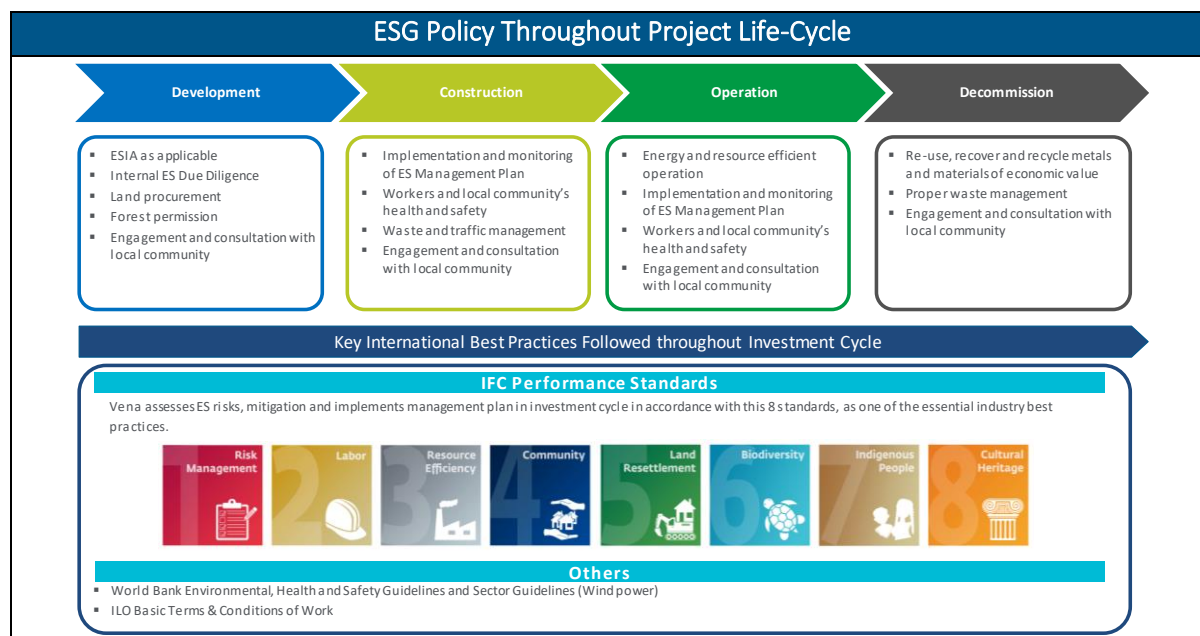 ESG Policy Throughout Project Life-Cycle
Development
Construction
Operation
Decommission
▪ ESIA as applicable
▪ Internal ES Due Diligence
▪ Land procurement
▪ Forest permission
▪ Engagement and consultation with
local community
▪ Implementation and monitoring
of ES Management Plan
▪ Workers and local community's
health and safety
▪ Waste and traffic management
▪ Engagement and consultation
with local community
▪ Energy and resource efficient
operation
▪ Implementation and monitoring
of ES Management Plan
▪ Workers and local community's
health and safety
▪ Engagement and consultation
with local community
▪ Re-use, recover and recycle metals
and materials of economic value
▪ Proper waste management
▪ Engagement and consultation with
local community
Key International Best Practices Followed throughout Investment Cycle
IFC Performance Standards
Vena assesses ES risks, mitigation and implements management plan in investment cycle in accordance with this 8 standards, as one of the essential industry best
practices.
1
Risk
Management
2
Labor
3
Resource
Efficiency
4
Community
5
Land
Resettlement
6
Biodiversity
7
Indigenous
People
8
Cultural
Heritage
Others
▪ World Bank Environmental, Health and Safety Guidelines and Sector Guidelines (Wind power)
▪ ILO Basic Terms & Conditions of Work